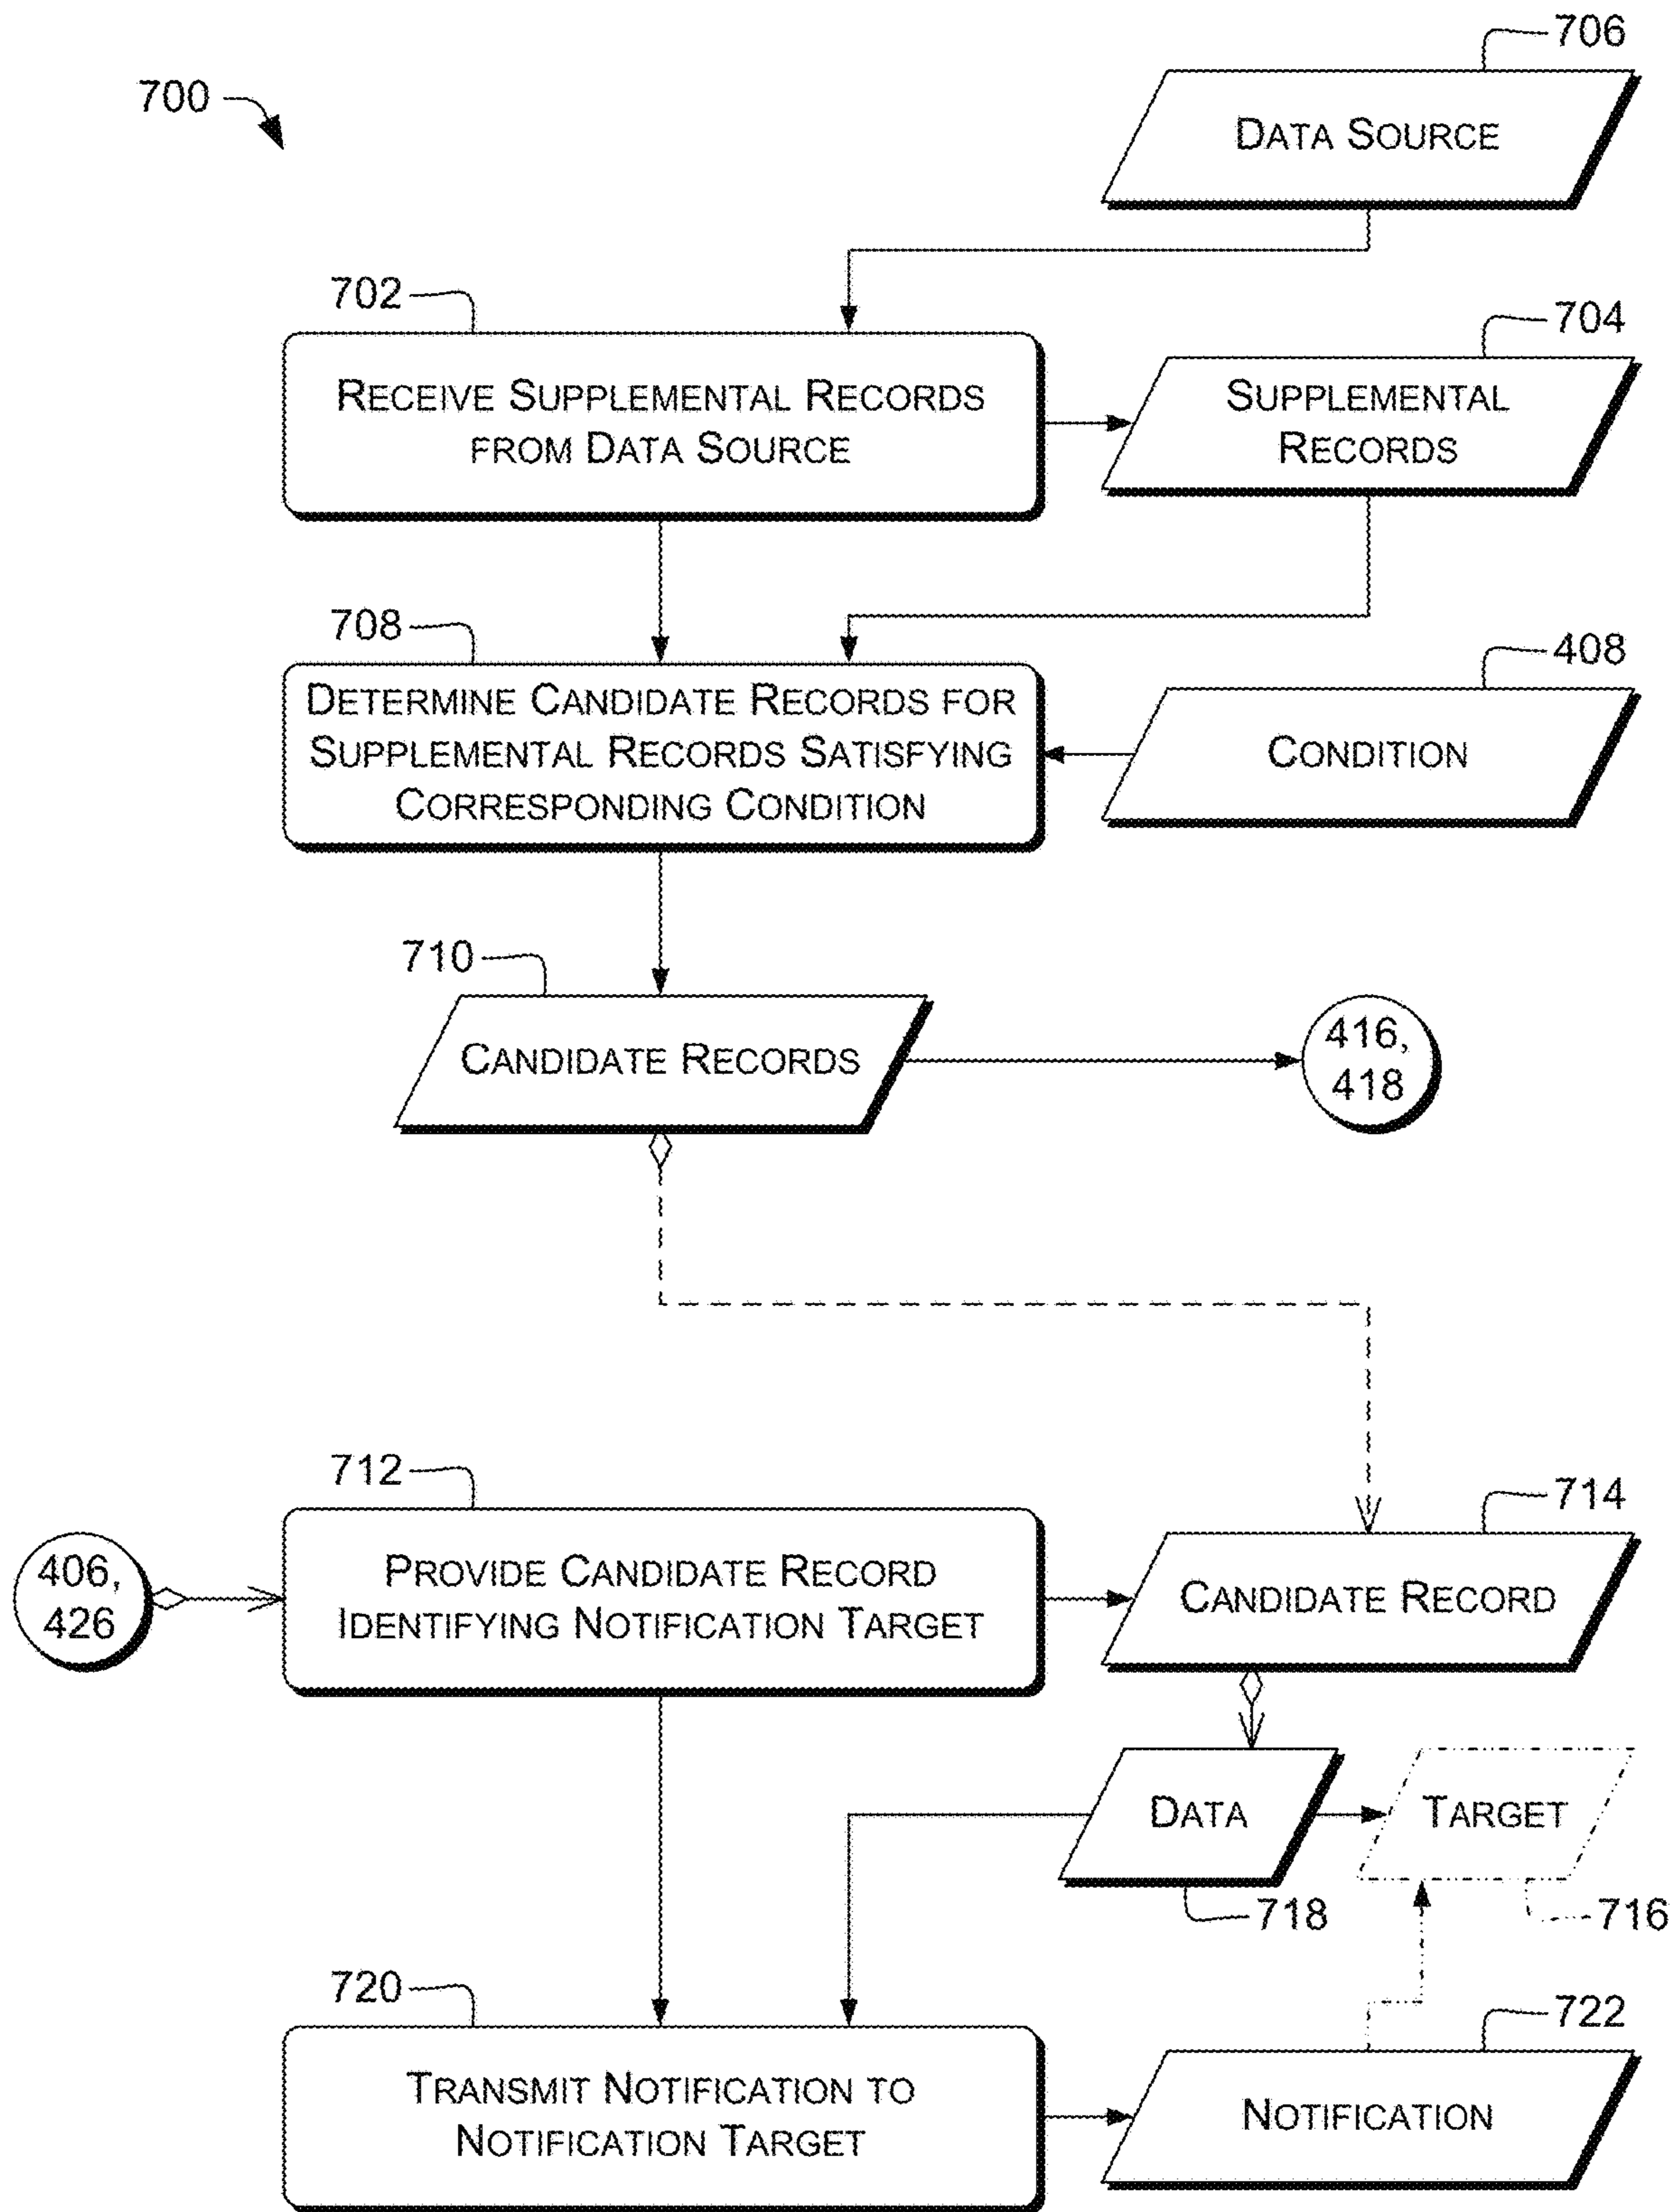 706
700
DATA SOURCE
702
704
RECEIVE SUPPLEMENTAL RECORDS
FROM DATA SOURCE
SUPPLEMENTAL
RECORDS
708
408
DETERMINE CANDIDATE RECORDS FOR
SUPPLEMENTAL RECORDS SATISFYING
CORRESPONDING CONDITION
CONDITION
710
CANDIDATE RECORDS
416,
418
712
714
406,
426
PROVIDE CANDIDATE RECORD
IDENTIFYING NOTIFICATION TARGET
CANDIDATE RECORD
DATA
TARGET
718
716
720
722
TRANSMIT NOTIFICATION TO
NOTIFICATION TARGET
NOTIFICATION